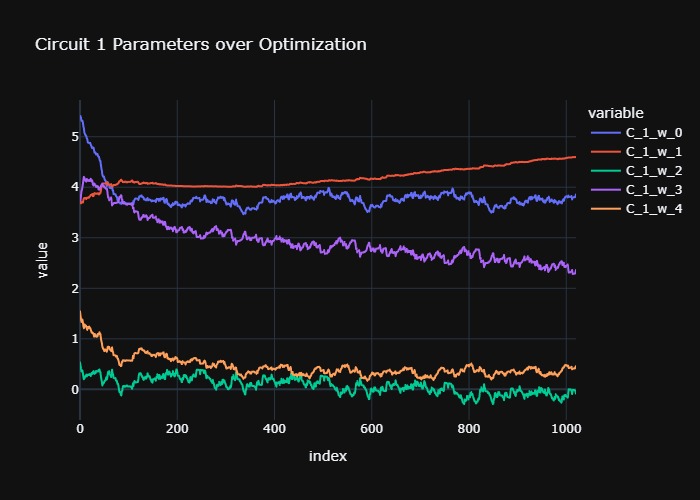 Circuit 1 Parameters over Optimization
variable
C_1_w_0
C_1_w_1
C_1_w_2
C_1_w_3
C_1_w_4
value
5
4
3
2
1
0
0 200 400 600 800 1000
index